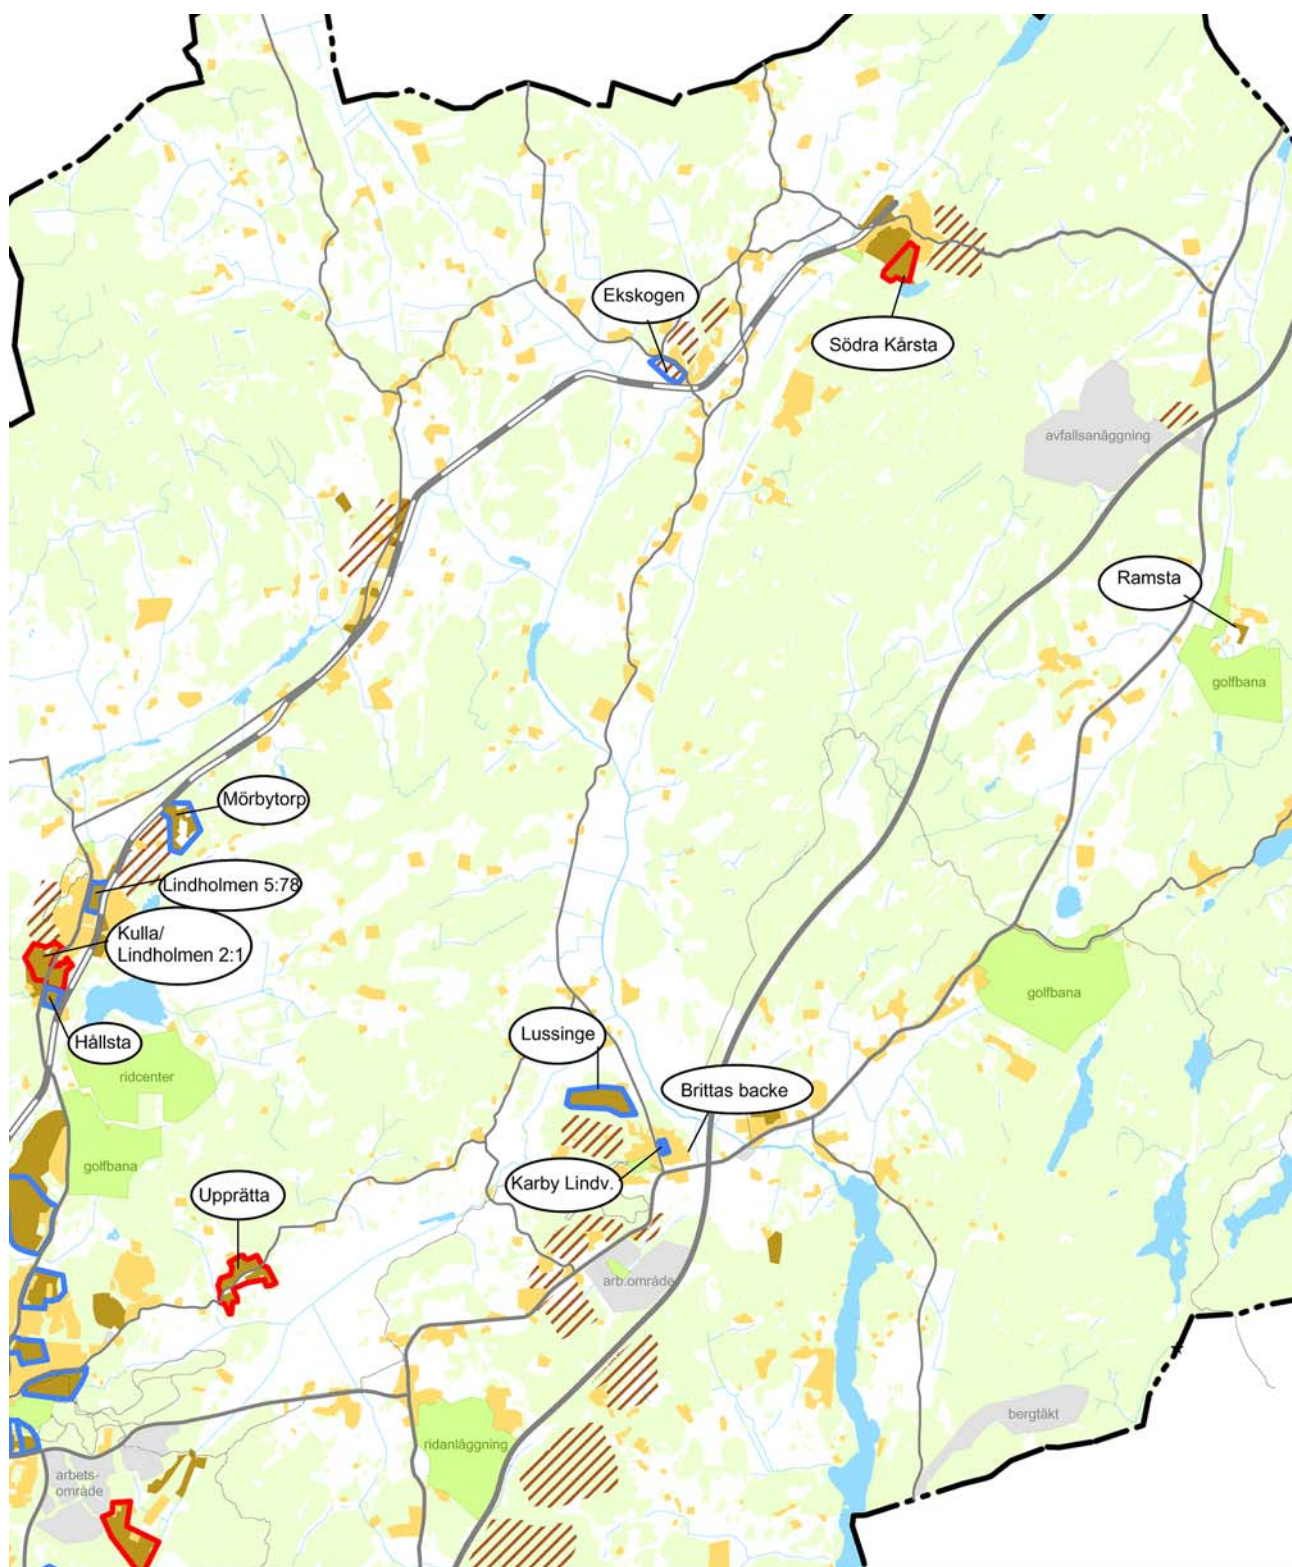 Ekskogen
Södra Kårsta
avfallsanäggning
Ramsta
golfbana
Mörbytorp
Lindholmen 5:78
Kulla/
Lindholmen 2:1
golfbana
Hållsta
Lussinge
ridcenter
Brittas backe
golfbana
Karby Lindv.
Upprätta
arb.område
bergtäkt
ridanläggning
arbets-
område